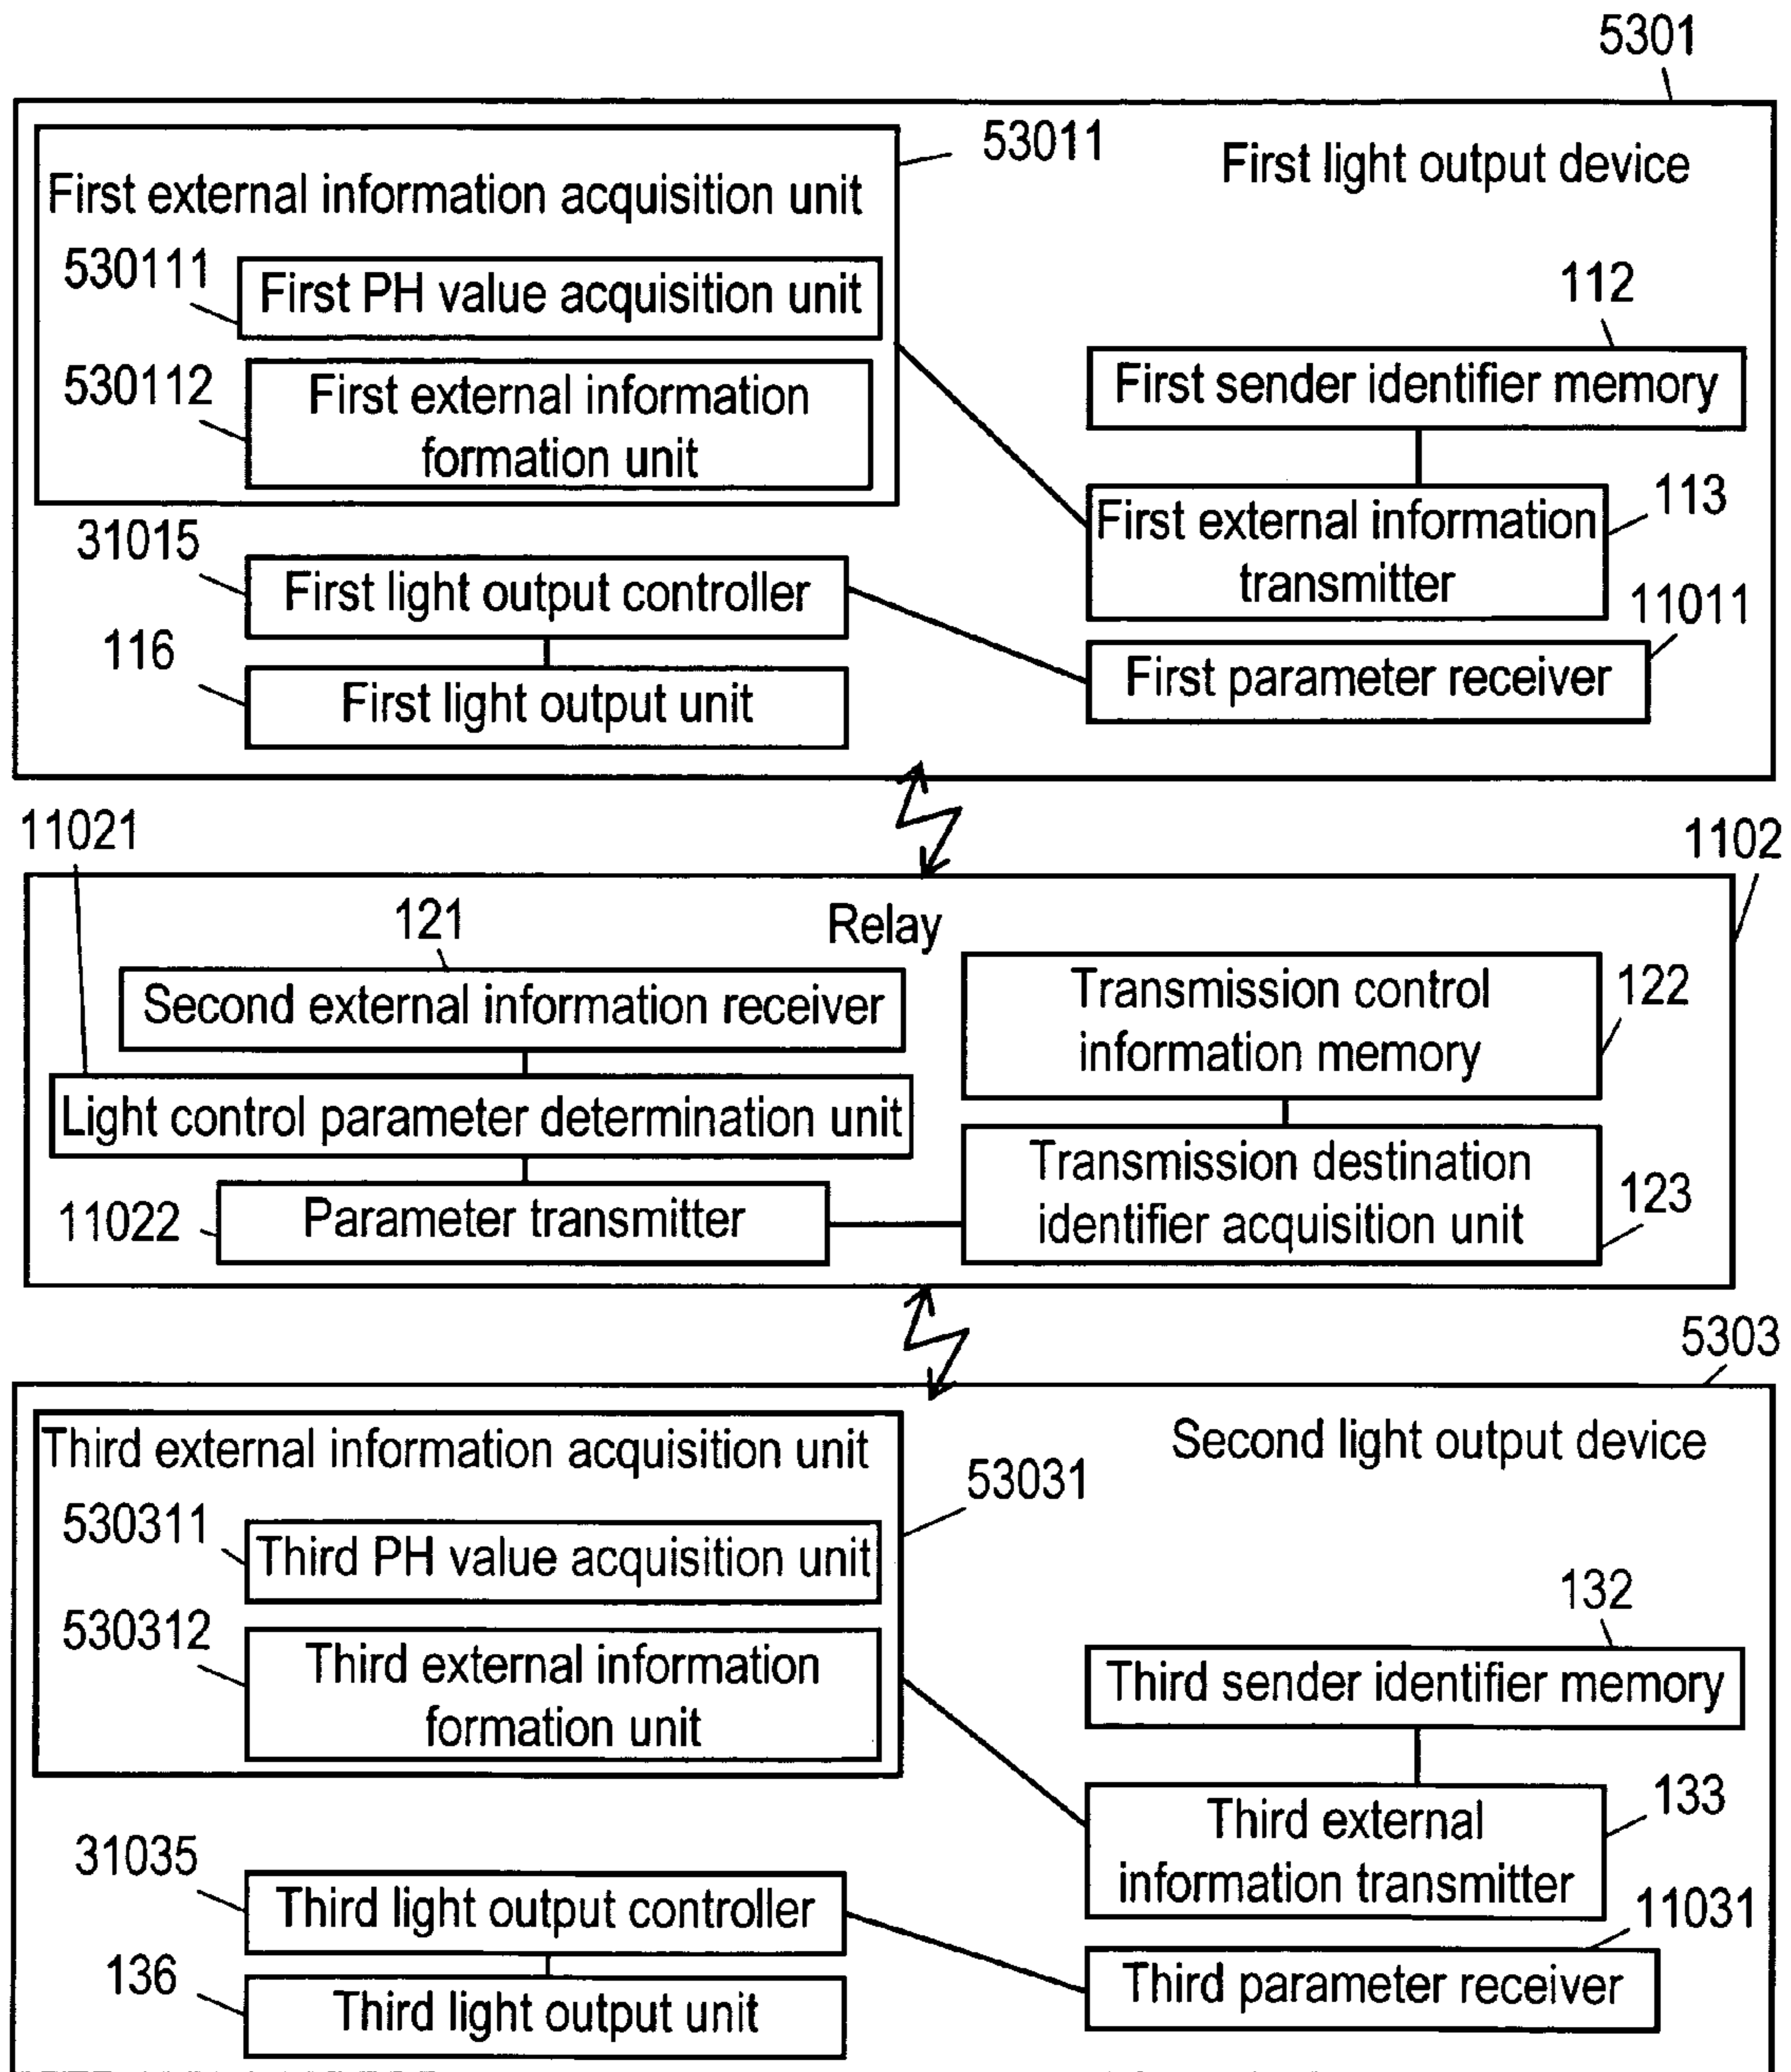 5301
53011
First light output device
First external information acquisition unit
530111
First PH value acquisition unit
112
First sender identifier memory
530112
First external information
formation unit
113
First external information
transmitter
31015
First light output controller
11011
First parameter receiver
116
First light output unit
11021
1102
121
Relay
Second external information receiver
Transmission control
information memory
122
Light control parameter determination unit
Transmission destination
identifier acquisition unit
123
11022
Parameter transmitter
5303
Third external information acquisition unit
Second light output device
53031
530311
Third PH value acquisition unit
132
530312
Third external information
formation unit
Third sender identifier memory
133
Third external
information transmitter
31035
Third light output controller
11031
Third parameter receiver
136
Third light output unit